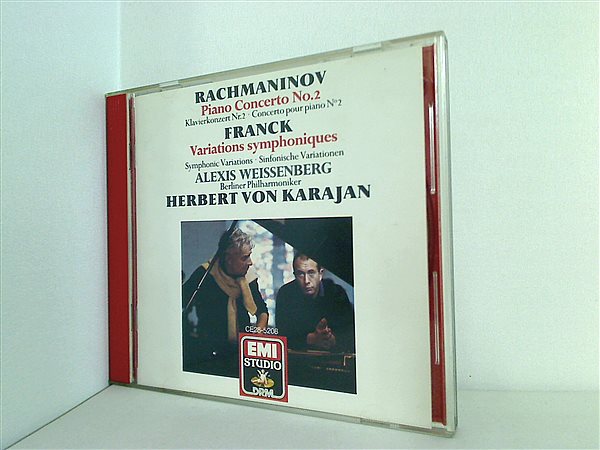 RACHMANINOV
Piano Concerto No.2
Klavierkonzert Nr.2 · Concerto pour piano Nº2
FRANCK
Variations symphoniques
Symphonic Variations · Sinfonische Variationen
ALEXIS WEISSENBERG
Berliner Philharmoniker
HERBERT VON KARAJAN
CE28-5208
EMI
STUDIO
DRM